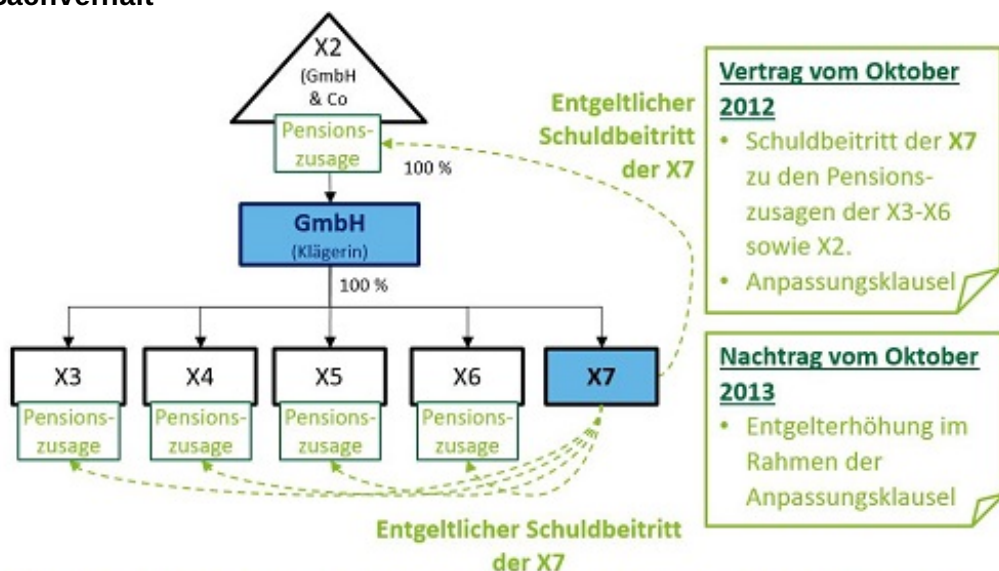 Sachverhalt
X2
(GmbH
& Co
Pensions-
zusage
100 %
GmbH
(Klägerin)
100 %
X3
X4
X5
X6
X7
Pensions-
zusage
Pensions-
zusage
Pensions-
zusage
Pensions-
zusage
Entgeltlicher
Schuldbeitritt
der X7
Entgeltlicher Schuldbeitritt
der X7
Vertrag vom Oktober
2012
• Schuldbeitritt der X7
zu den Pensions-
zusagen der X3-X6
sowie X2.
• Anpassungsklausel
Nachtrag vom Oktober
2013
• Entgelterhöhung im
Rahmen der
Anpassungsklausel